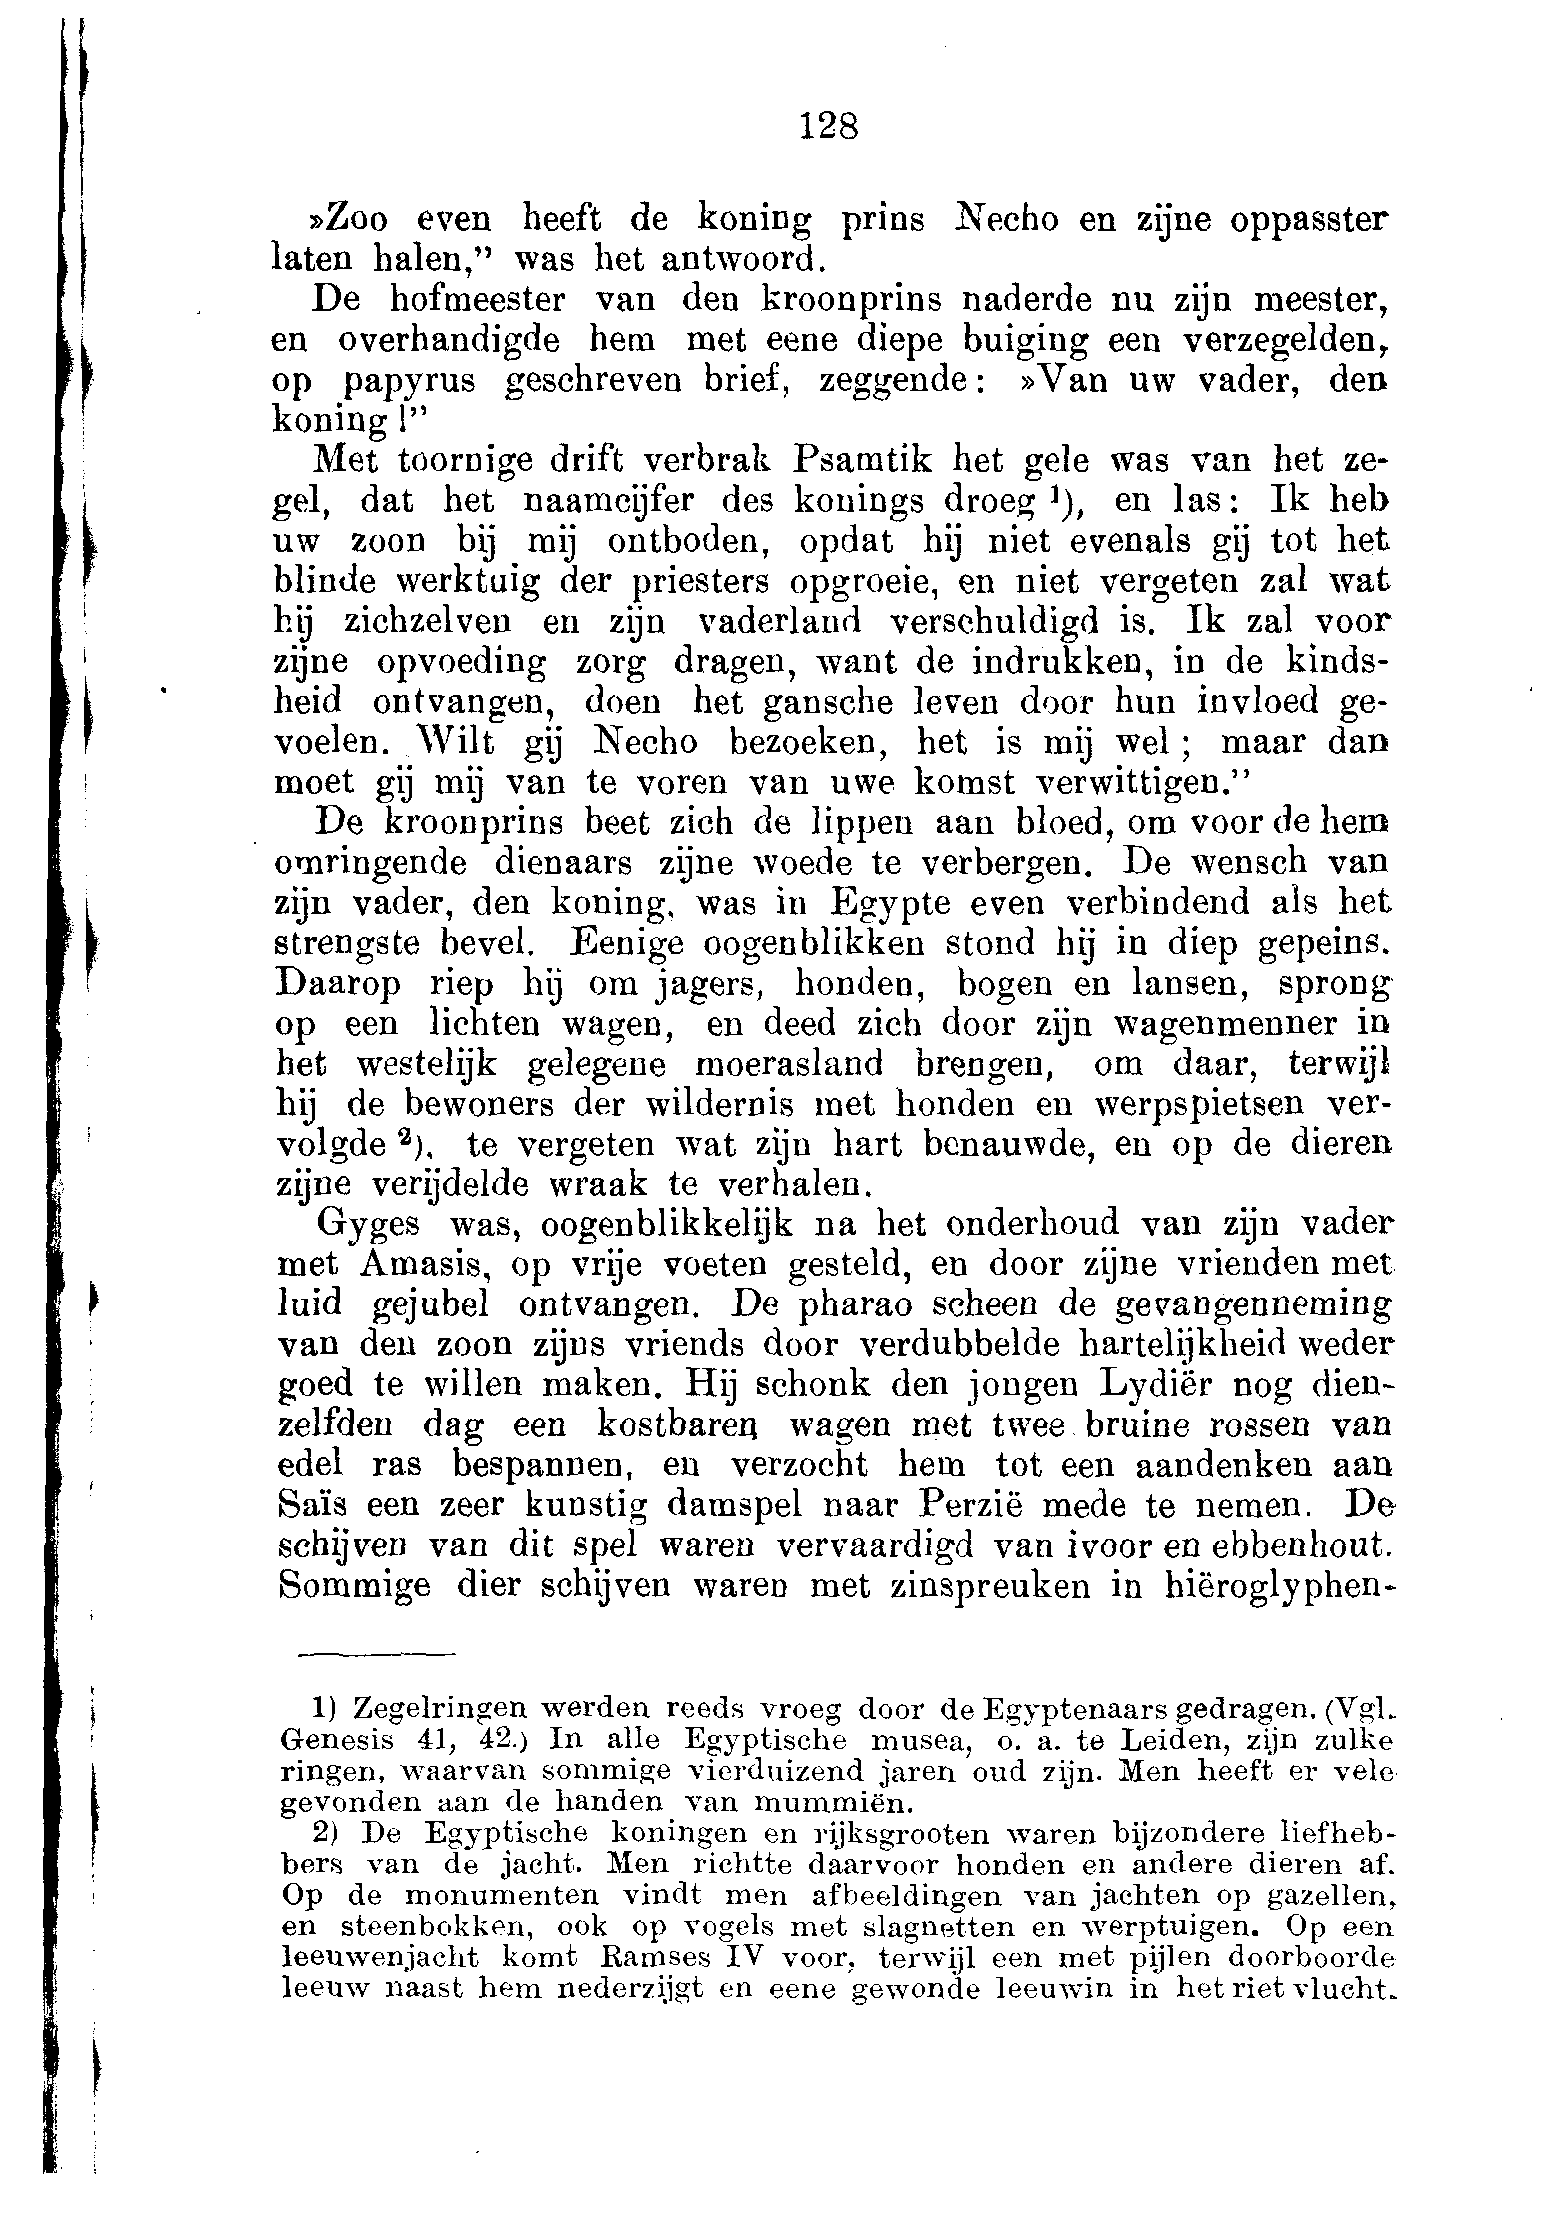 128
»Zoo even heeft de koning prins Necho en zijne oppasster
laten halen,” was het antwoord.
De hofmeester van den kroonprins naderde nu zijn meester,
en overhandigde hem met eene diepe buiging een verzegelden,
op papyrus geschreven brief, zeggende: »Van uw vader, den
koning!”
Met toornige drift verbrak Psamtik het gele was van het ze-
gel, dat het naamcijfer des konings droeg ¹), en las: Ik heb
uw zoon bij mij ontboden, opdat hij niet evenals gij tot het
blinde werktuig der priesters opgroeie, en niet vergeten zal wat
hij zichzelven en zijn vaderland verschuldigd is. Ik zal voor
zijne opvoeding zorg dragen, want de indrukken, in de kinds-
heid ontvangen, doen het gansche leven door hun invloed ge-
voelen. Wilt gij Necho bezoeken, het is mij wel; maar dan
moet gij mij van te voren van uwe komst verwittigen.”
De kroonprins beet zich de lippen aan bloed, om voor de hem
omringende dienaars zijne woede te verbergen. De wensch van
zijn vader, den koning, was in Egypte even verbindend als het
strengste bevel. Eenige oogenblikken stond hij in diep gepeins.
Daarop riep hij om jagers, honden, bogen en lansen, sprong
op een lichten wagen, en deed zich door zijn wagenmenner in
het westelijk gelegene moerasland brengen, om daar, terwijl
hij de bewoners der wildernis met honden en werpspietsen ver-
volgde ²), te vergeten wat zijn hart benauwde, en op de dieren
zijne verijdelde wraak te verhalen.
Gyges was, oogenblikkelijk na het onderhoud van zijn vader
met Amasis, op vrije voeten gesteld, en door zijne vrienden met
luid gejubel ontvangen. De pharao scheen de gevangenneming
van den zoon zijns vriends door verdubbelde hartelijkheid weder
goed te willen maken. Hij schonk den jongen Lydiër nog dien-
zelfden dag een kostbaren wagen met twee bruine rossen van
edel ras bespannen, en verzocht hem tot een aandenken aan
Saïs een zeer kunstig damspel naar Perzië mede te nemen. De
schijven van dit spel waren vervaardigd van ivoor en ebbenhout.
Sommige dier schijven waren met zinspreuken in hiëroglyphen-
1) Zegelringen werden reeds vroeg door de Egyptenaars gedragen. (Vgl.
Genesis 41, 42.) In alle Egyptische musea, o. a. te Leiden, zijn zulke
ringen, waarvan sommige vierduizend jaren oud zijn. Men heeft er vele
gevonden aan de handen van mummiën.
2) De Egyptische koningen en rijksgrooten waren bijzondere liefheb-
bers van de jacht. Men richtte daarvoor honden en andere dieren af.
Op de monumenten vindt men afbeeldingen van jachten op gazellen,
en steenbokken, ook op vogels met slagnetten en werptuigen. Op een
leeuwenjacht komt Ramses IV voor, terwijl een met pijlen doorboorde
leeuw naast hem nederzijgt en eene gewonde leeuwin in het riet vlucht.